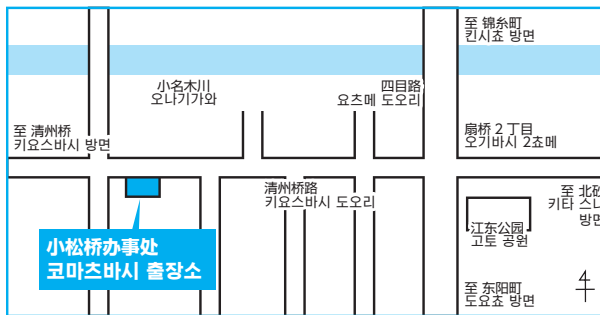 至 锦糸町
킨시쵸 방면
小名木川
오나기가와
四目路
요츠메 도오리
至 清州桥
키요스바시 방면
扇桥 2 丁目
오기바시 2쵸메
清州桥路
키요스바시 도오리
至 北砂
키타 스나
방면
江东公园
고토 공원
小松桥办事处
코마츠바시 출장소
至 东阳町
도요쵸 방면
4